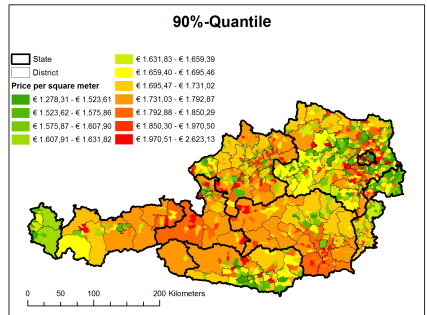 90%-Quantile
State
District
Price per square meter
€ 1.278,31 - € 1.523,61
€ 1.523,62 - € 1.575,86
€ 1.575,87 - € 1.607,90
€ 1.607,91 - € 1.631,82
€ 1.631,83 - € 1.659,39
€ 1.659,40 - € 1.695,46
€ 1.695,47 - € 1.731,02
€ 1.731,03 - € 1.792,87
€ 1.792,88 - € 1.850,29
€ 1.850,30 - € 1.970,50
€ 1.970,51 - € 2.623,13
0 50 100 200 Kilometers